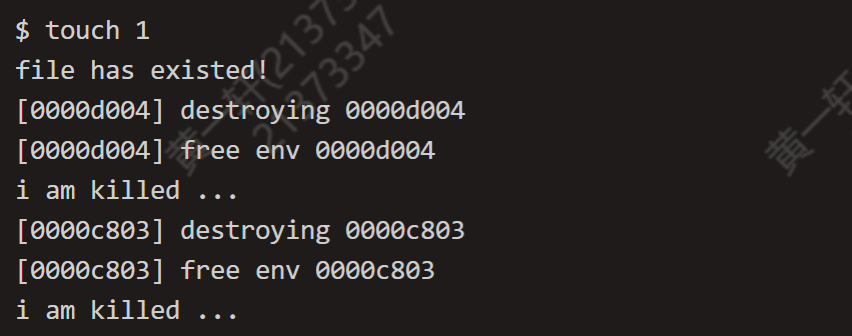 $ touch 1
file has existed!
[0000d004] destroying 0000d004
[0000d004] free env 0000d004
i am killed ...
[0000c803] destroying 0000c803
[0000c803] free env 0000c803
i am killed ...
黄一轩(21373
21373347
黄一轩